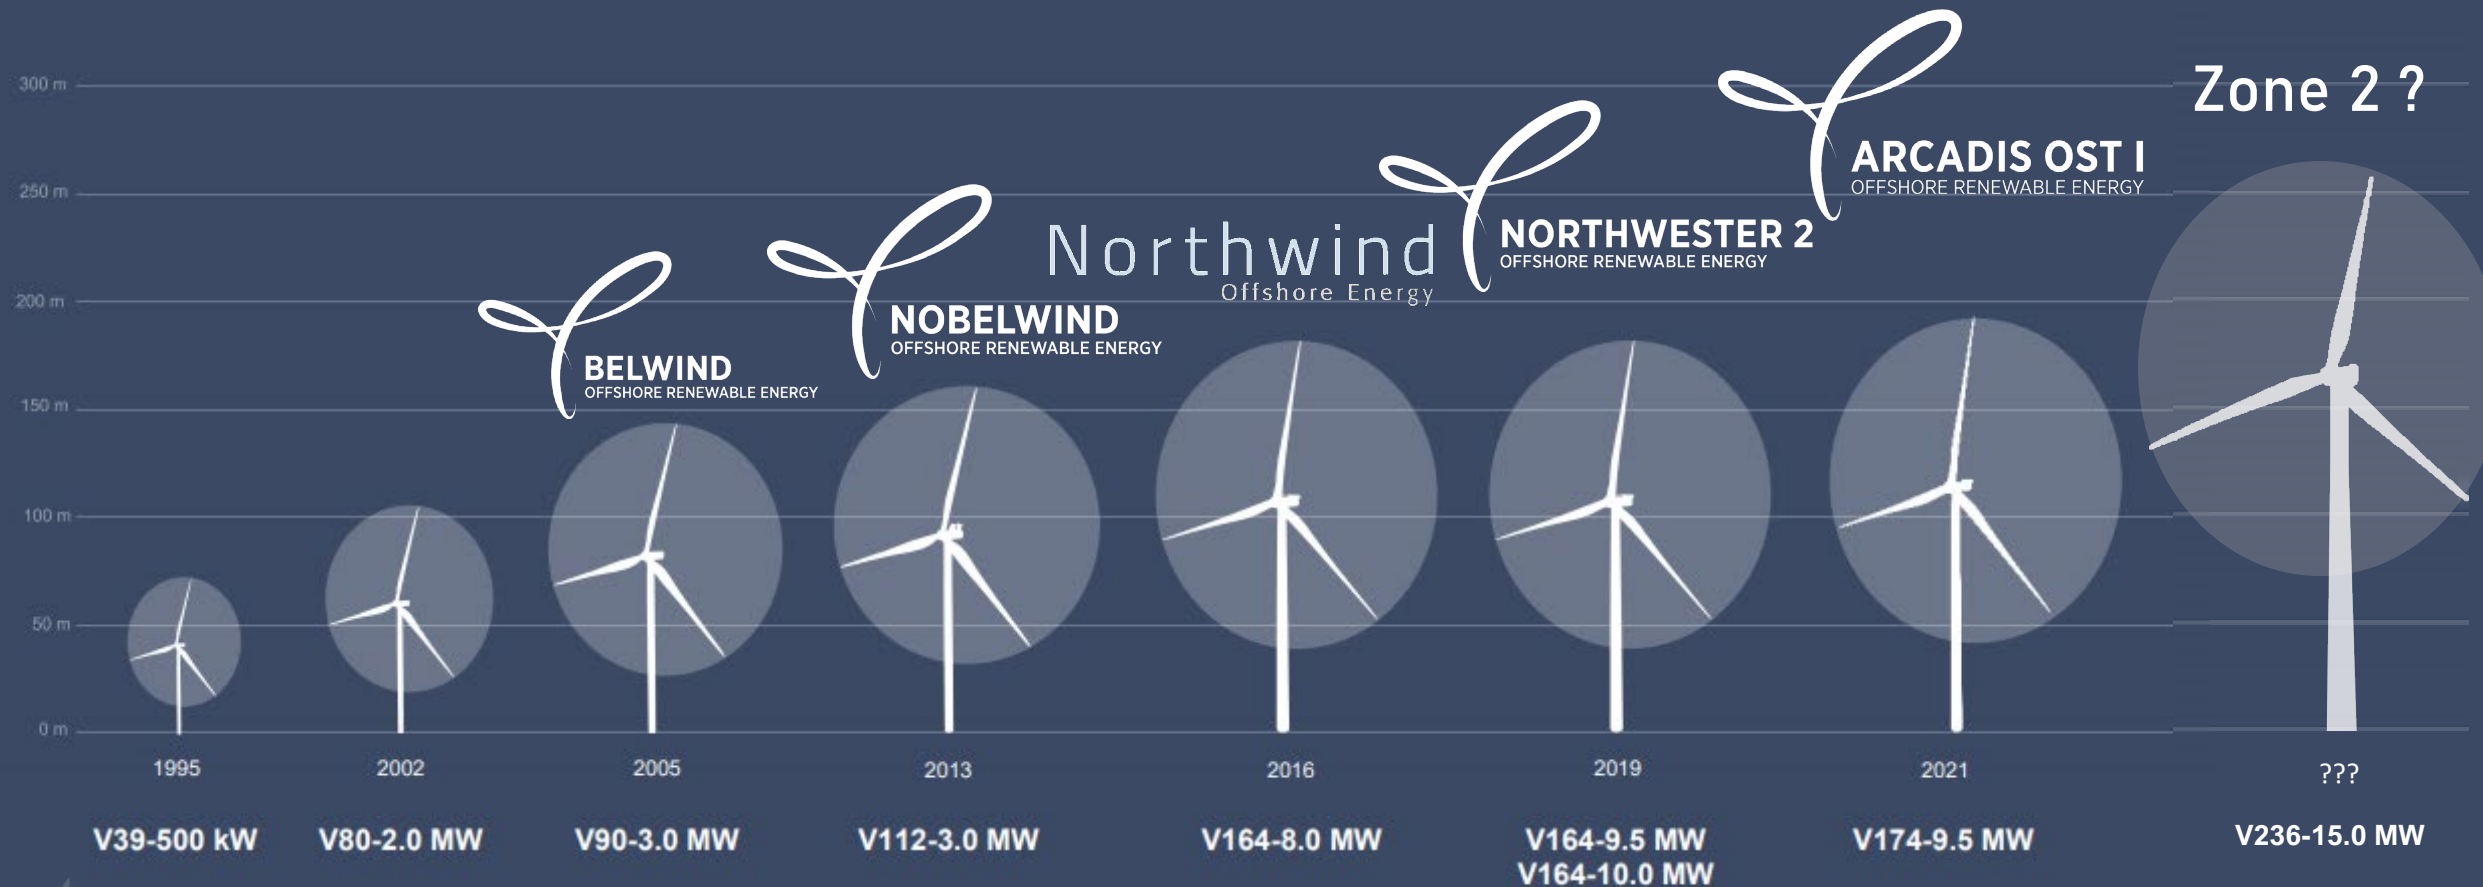 300 m
250 m
200 m
150 m
100 m
50 m
0 m
BELWIND
OFFSHORE RENEWABLE ENERGY
NOBELWIND
OFFSHORE RENEWABLE ENERGY
Northwind
Offshore Energy
NORTHWESTER 2
OFFSHORE RENEWABLE ENERGY
ARCADIS OST I
OFFSHORE RENEWABLE ENERGY
Zone 2 ?
1995
2002
2005
2013
2016
2019
2021
???
V39-500 kW
V80-2.0 MW
V90-3.0 MW
V112-3.0 MW
V164-8.0 MW
V164-9.5 MW
V164-10.0 MW
V174-9.5 MW
V236-15.0 MW